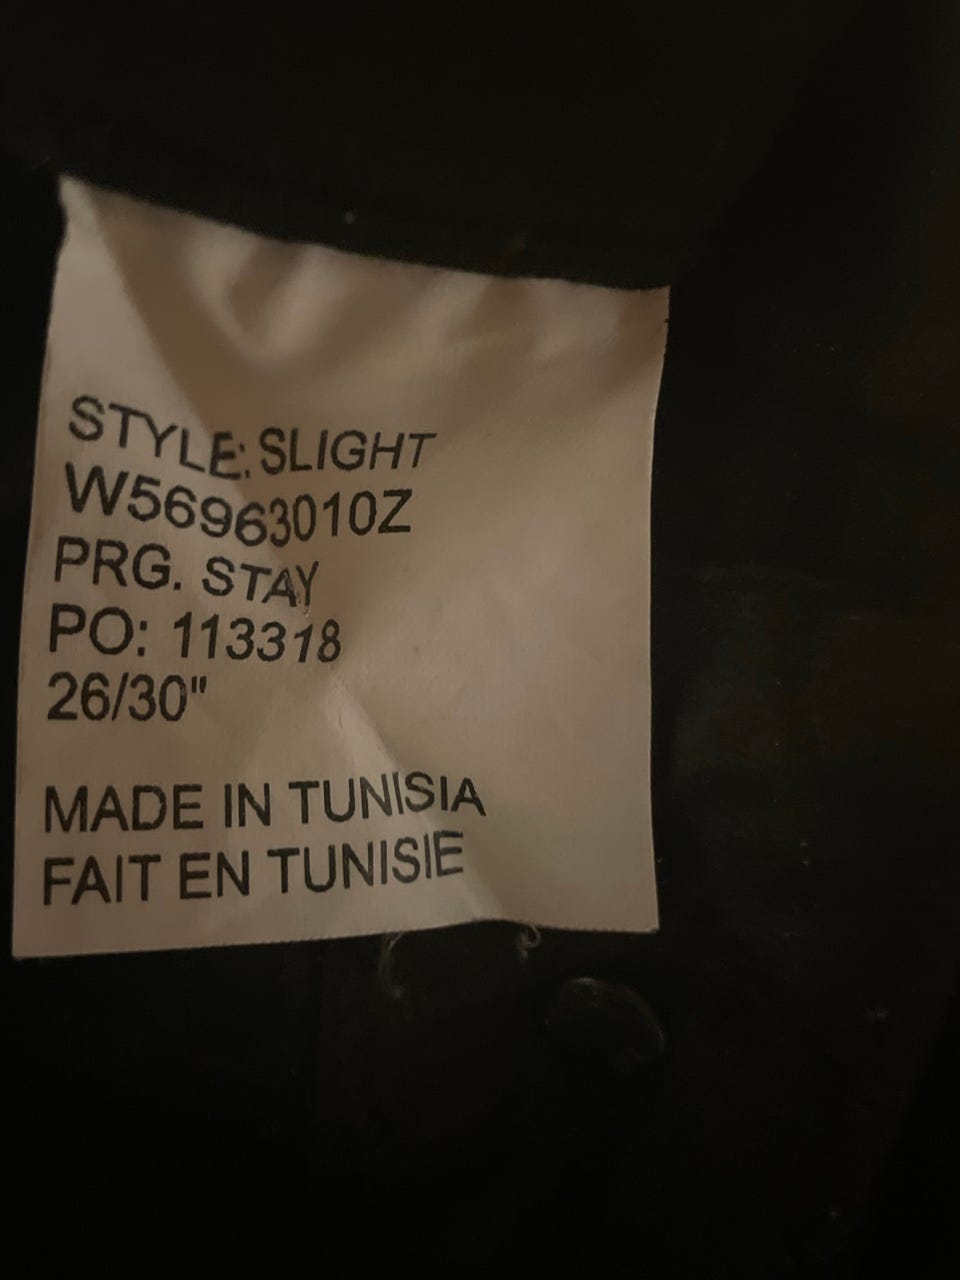 STYLE: SLIGHT
W56963010Z
PRG. STAY
PO: 113318
26/30"
MADE IN TUNISIA
FAIT EN TUNISIE